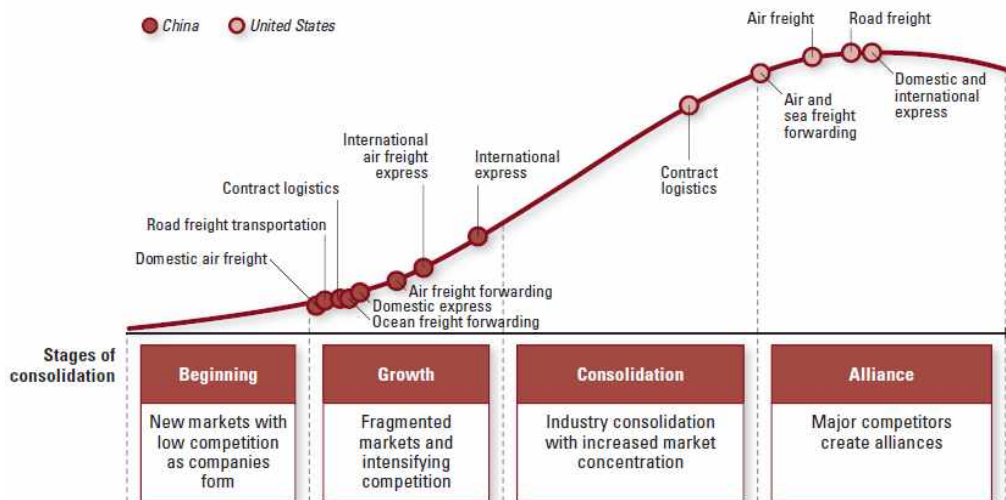 China
United States
Air freight
Road freight
Domestic and
international
express
Air and
sea freight
forwarding
Contract
logistics
International
air freight
express
International
express
Contract logistics
Road freight transportation
Domestic air freight
Air freight forwarding
Domestic express
Ocean freight forwarding
Stages of
consolidation
Beginning
Growth
Consolidation
Alliance
New markets with
low competition
as companies
form
Fragmented
markets and
intensifying
competition
Industry consolidation
with increased market
concentration
Major competitors
create alliances